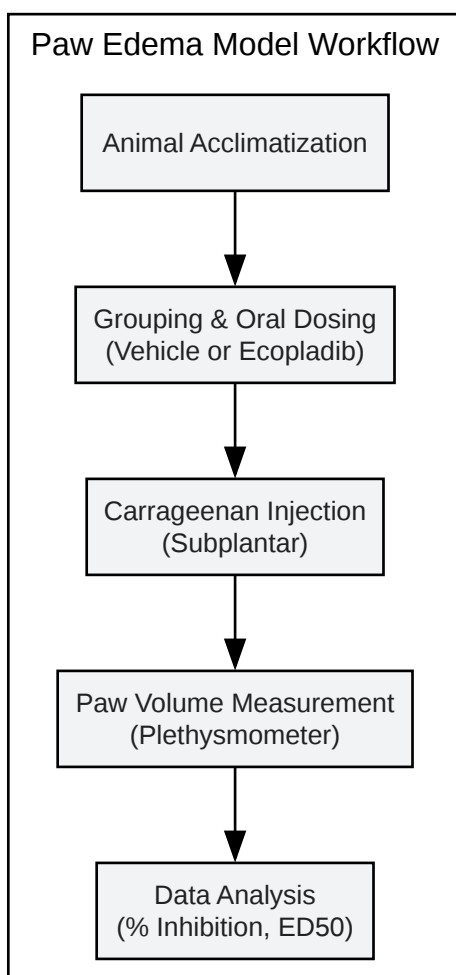 Paw Edema Model Workflow
Animal Acclimatization
Grouping & Oral Dosing
(Vehicle or Ecopladib)
Carrageenan Injection
(Subplantar)
Paw Volume Measurement
(Plethysmometer)
Data Analysis
(% Inhibition, ED50)